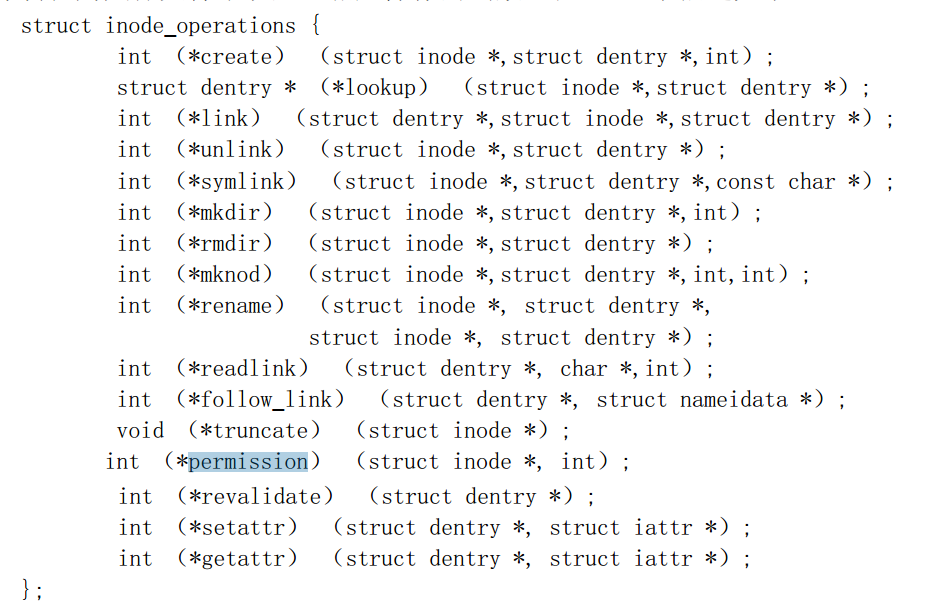 struct inode_operations {
int （*create） （struct inode *,struct dentry *,int）;
struct dentry * （*lookup） （struct inode *,struct dentry *）;
int （*link） （struct dentry *,struct inode *,struct dentry *）;
int （*unlink） （struct inode *,struct dentry *）;
int （*symlink） （struct inode *,struct dentry *,const char *）;
int （*mkdir） （struct inode *,struct dentry *,int）;
int （*rmdir） （struct inode *,struct dentry *）;
int （*mknod） （struct inode *,struct dentry *,int,int）;
int （*rename） （struct inode *, struct dentry *,
struct inode *, struct dentry *）;
int （*readlink） （struct dentry *, char *,int）;
int （*follow_link） （struct dentry *, struct nameidata *）;
void （*truncate） （struct inode *）;
int （*permission） （struct inode *, int）;
int （*revalidate） （struct dentry *）;
int （*setattr） （struct dentry *, struct iattr *）;
int （*getattr） （struct dentry *, struct iattr *）;
};